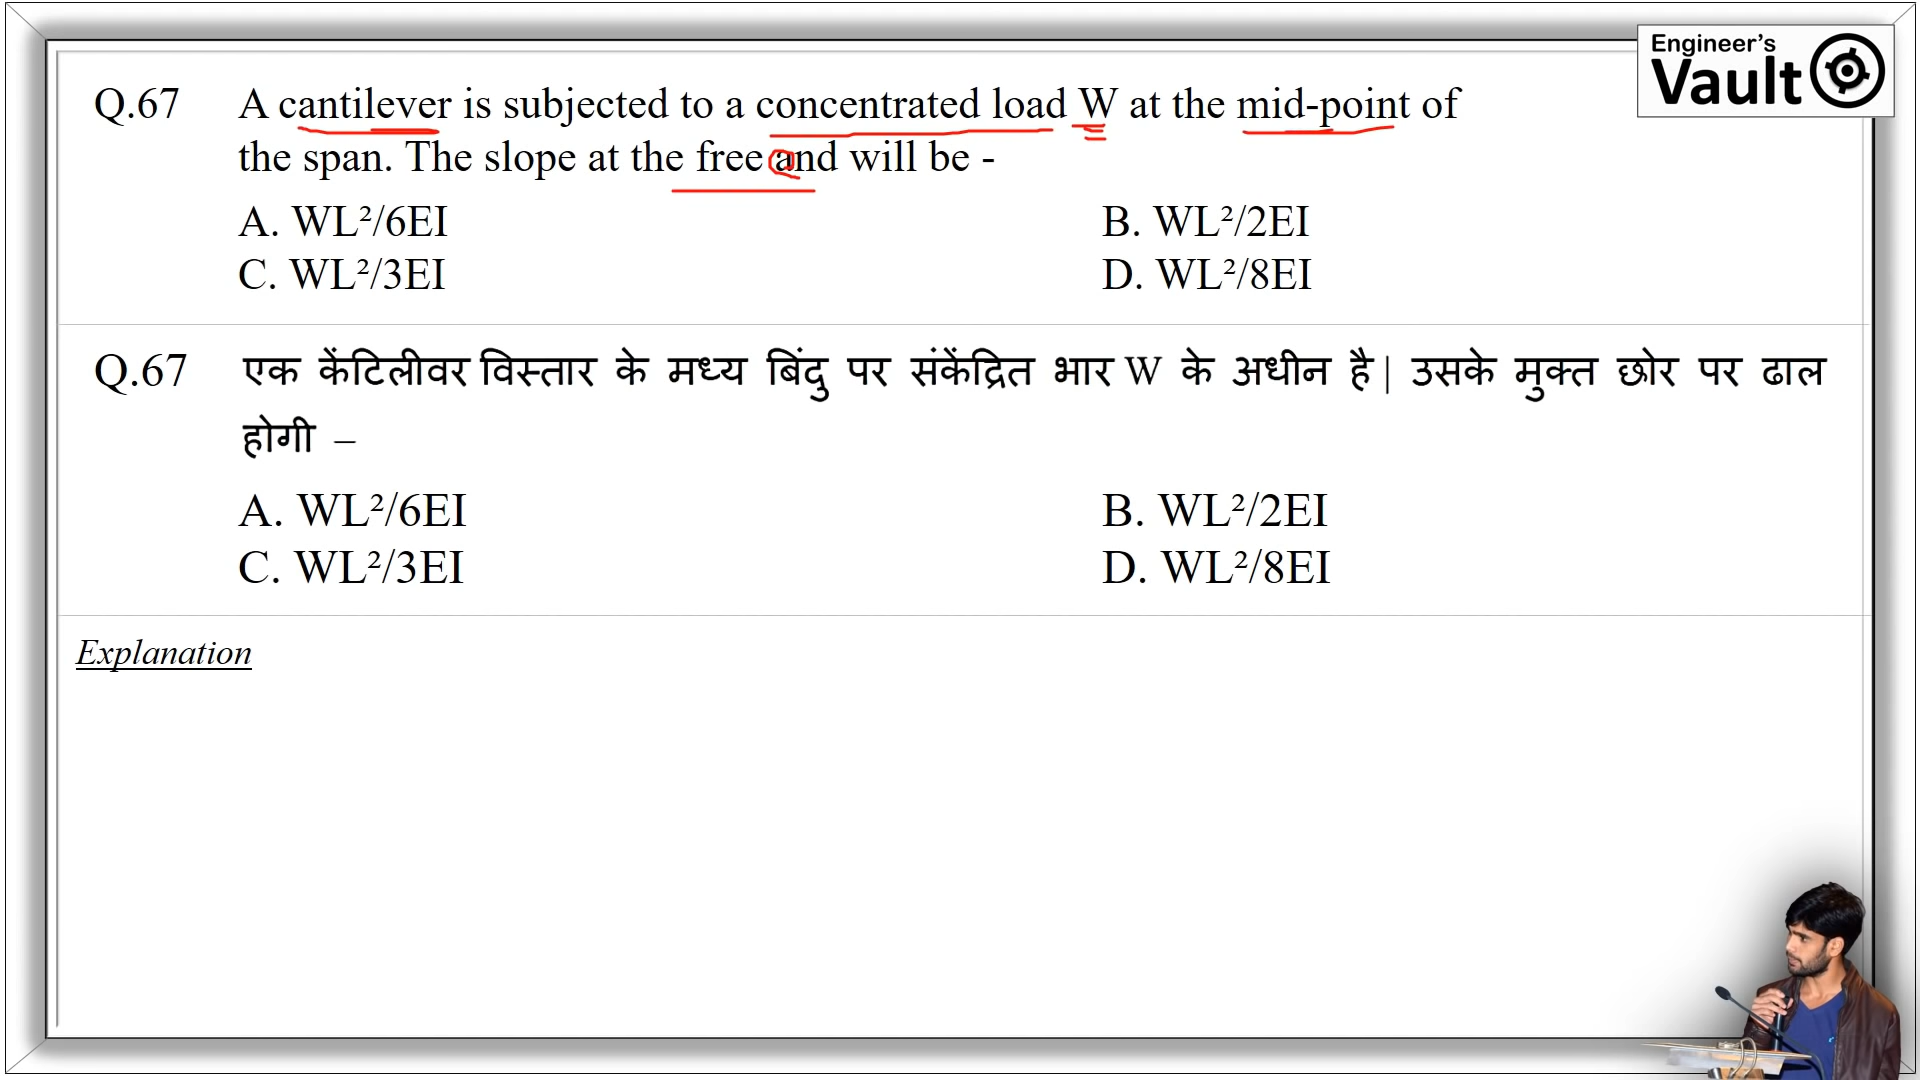 Engineer's
Vault
Q.67 A cantilever is subjected to a concentrated load W at the mid-point of
the span. The slope at the free and will be -
A. WL²/6EI B. WL²/2EI
C. WL²/3EI D. WL²/8EI
Q.67 एक केंटिलीवर विस्तार के मध्य बिंदु पर संकेंद्रित भार W के अधीन है| उसके मुक्त छोर पर ढाल
होगी –
A. WL²/6EI B. WL²/2EI
C. WL²/3EI D. WL²/8EI
Explanation